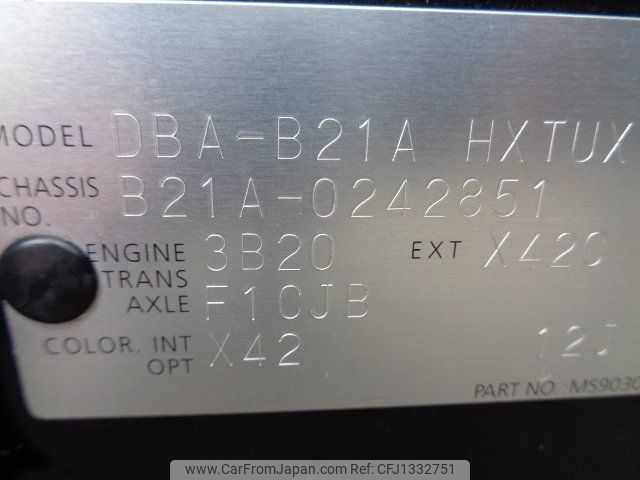 MODEL DBA-B21A HXTUX
CHASSIS NO. B21A-0242851
ENGINE 3B20 EXT X42C
TRANS AXLE F1CJB
COLOR. INT X42 12J
OPT
PART NO.: MS9030
www.CarFromJapan.com ID:CFJ1332751